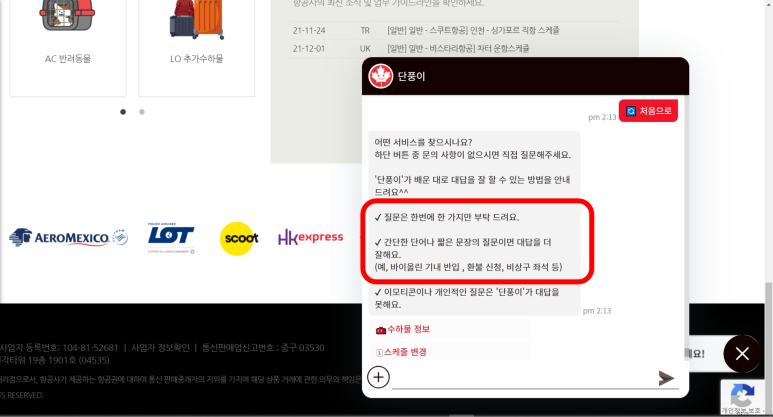 항공사의 최신 소식 및 업무 가이드라인을 확인하세요.
21-11-24 TR [일반] 일반 - 스쿠트항공] 인천 - 싱가포르 직항 스케줄
21-12-01 UK [일반] 일반 - 비스타라항공] 차터 운항스케줄
AC 반려동물
LO 추가수하물
단풍이
처음으로
pm 2:13
어떤 서비스를 찾으시나요?
하단 버튼 중 문의 사항이 없으시면 직접 질문해주세요.
'단풍이'가 배운 대로 대답을 잘 할 수 있는 방법을 안내
드려요^^
✓ 질문은 한번에 한 가지만 부탁 드려요.
✓ 간단한 단어나 짧은 문장의 질문이면 대답을 더
잘해요.
(예, 바이올린 기내 반입 , 환불 신청, 비상구 좌석 등)
✓ 이모티콘이나 개인적인 질문은 '단풍이'가 대답을
못해요.
pm 2:13
수하물 정보
스케줄 변경
AEROMEXICO
LOT
scoot
HK express
사업자 등록번호: 104-81-52681 | 사업자 정보확인 | 통신판매업신고번호 : 중구 03530
각타워 19층 1901호 (04535)
리점으로서, 항공사가 제공하는 항공권에 대하여 통신 판매중개자의 지위를 가지며 해당 상품 거래에 관한 의무와 책임은
TS RESERVED.
요!
개인정보 보호